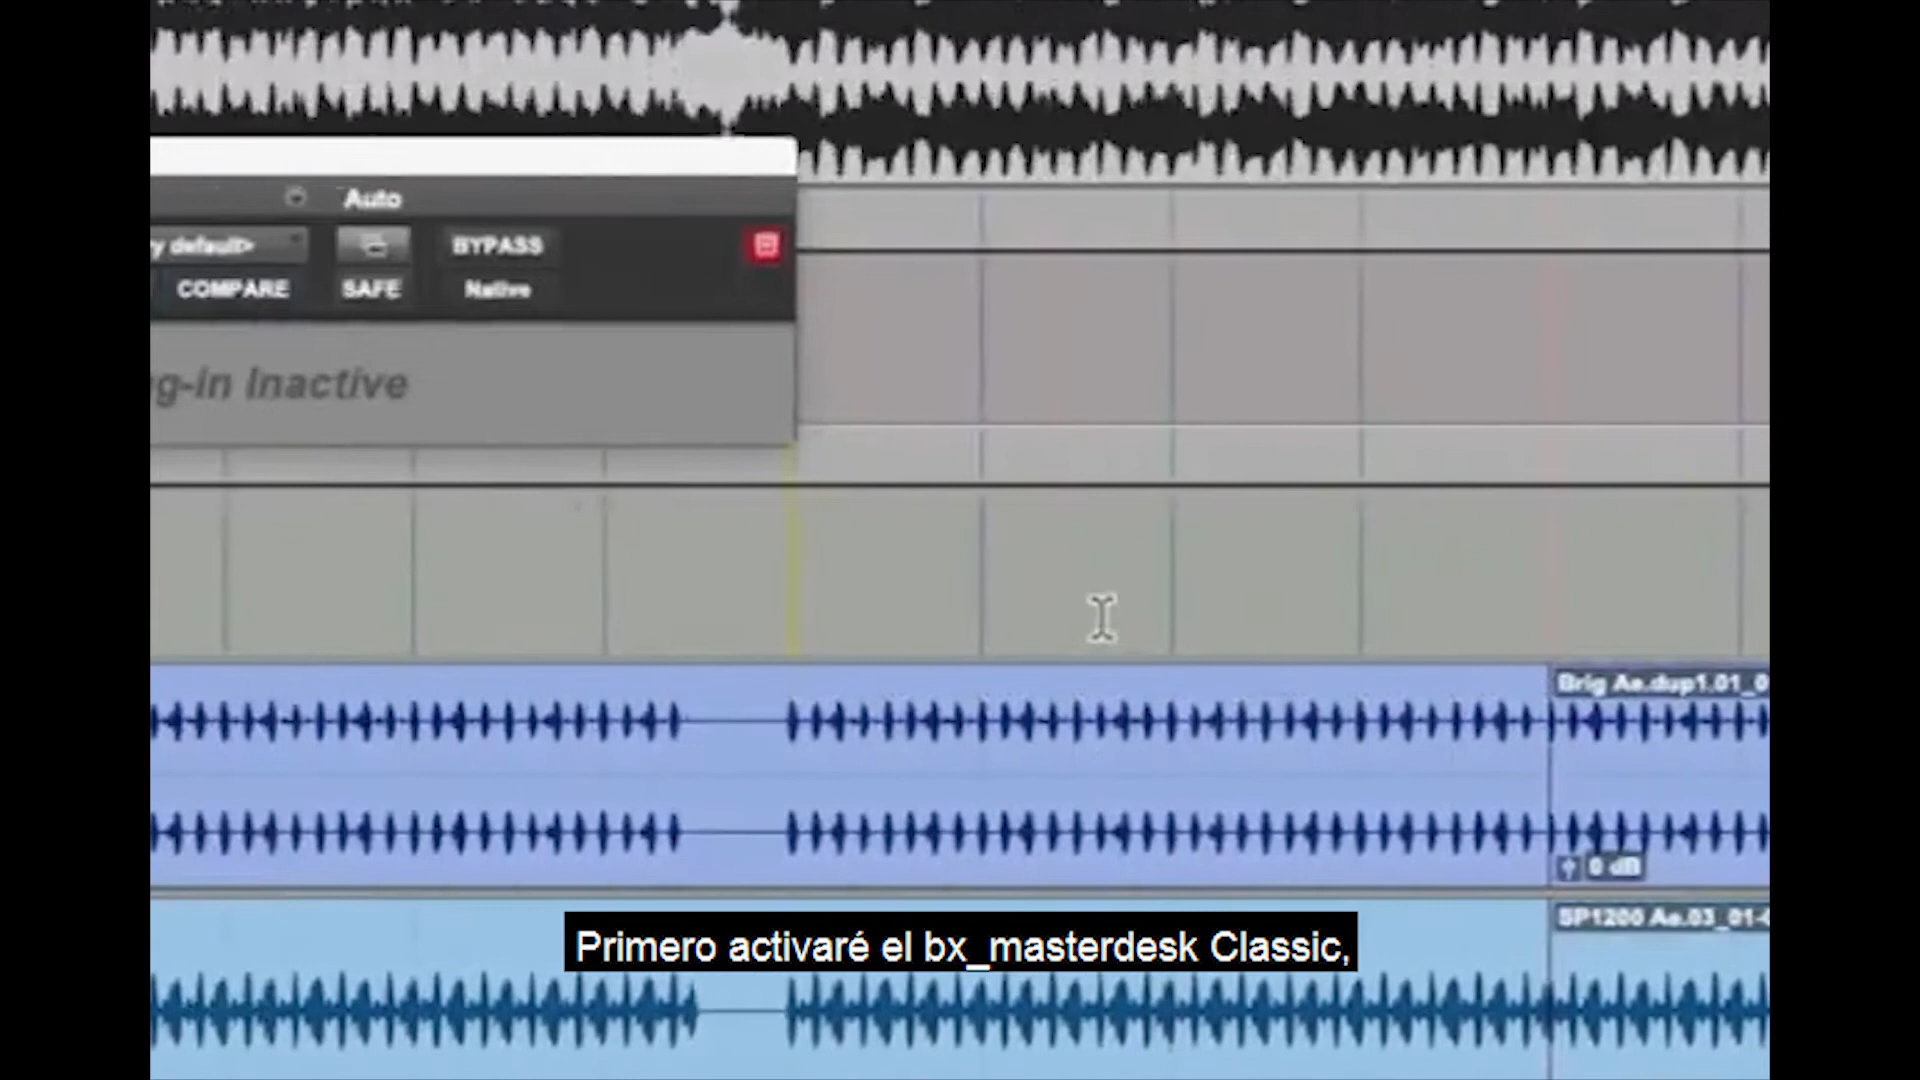 Auto
y default>
BYPASS
COMPARE
SAFE
Native
g-in Inactive
Brig Ae.dup1.01_0
0 dB
SP1200 Ae.03_01-
Primero activaré el bx_masterdesk Classic,